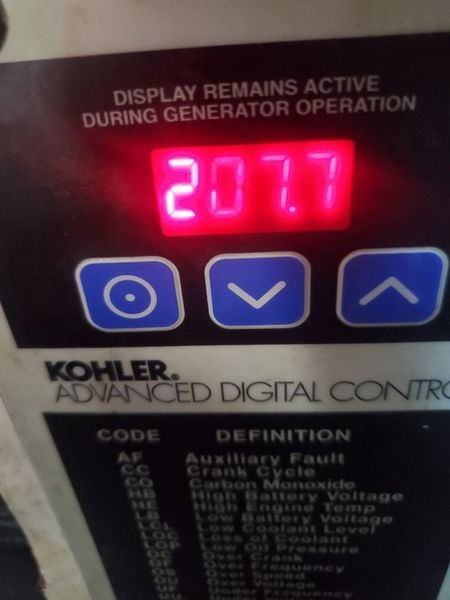 DISPLAY REMAINS ACTIVE
DURING GENERATOR OPERATION
207.7
KOHLER®
ADVANCED DIGITAL CONTRO
CODE DEFINITION
AF Auxiliary Fault
CC Crank Cycle
CO Carbon Monoxide
HB High Battery Voltage
HE High Engine Temp
LB Low Battery Voltage
LCL Low Coolant Level
LOC Loss of Coolant
LOP Low Oil Pressure
OC Over Crank
OF Over Frequency
OS Over Speed
OU Over Voltage
UF Under Frequency